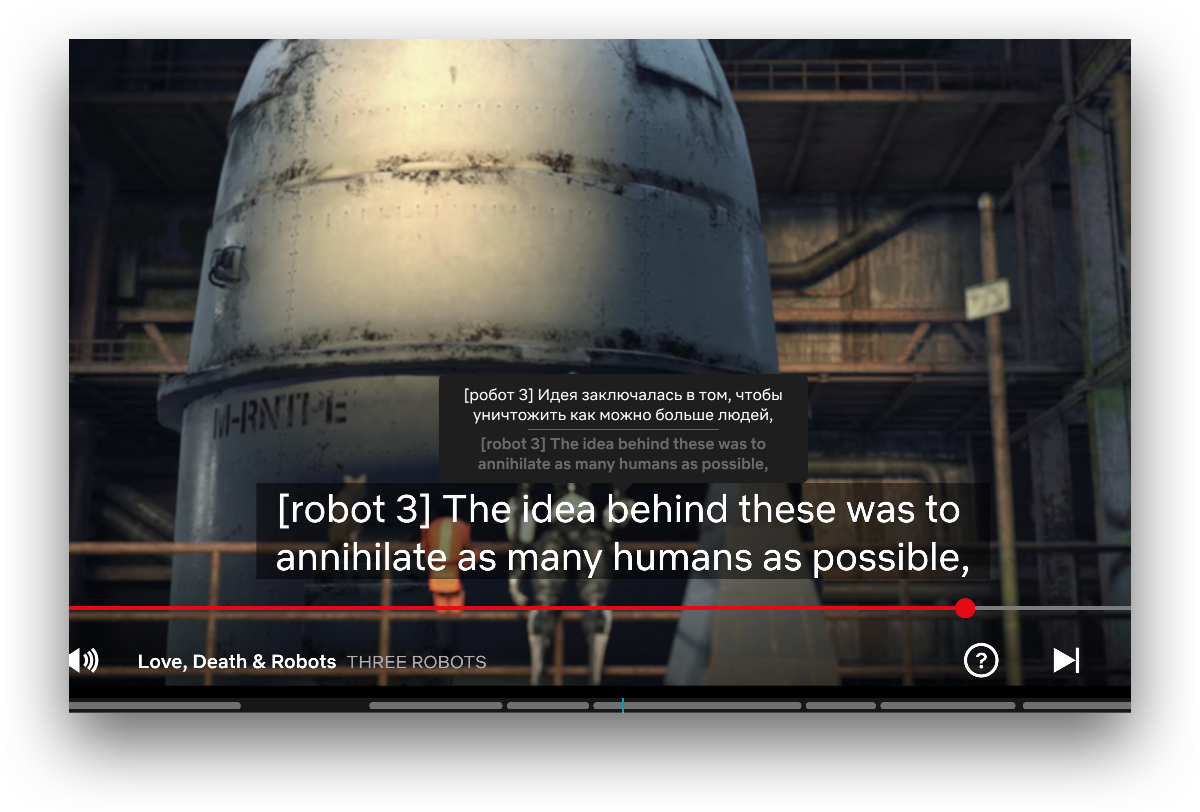 M-RNTPE
[робот 3] Идея заключалась в том, чтобы
уничтожить как можно больше людей,
[robot 3] The idea behind these was to
annihilate as many humans as possible,
[robot 3] The idea behind these was to
annihilate as many humans as possible,
Love, Death & Robots THREE ROBOTS
?